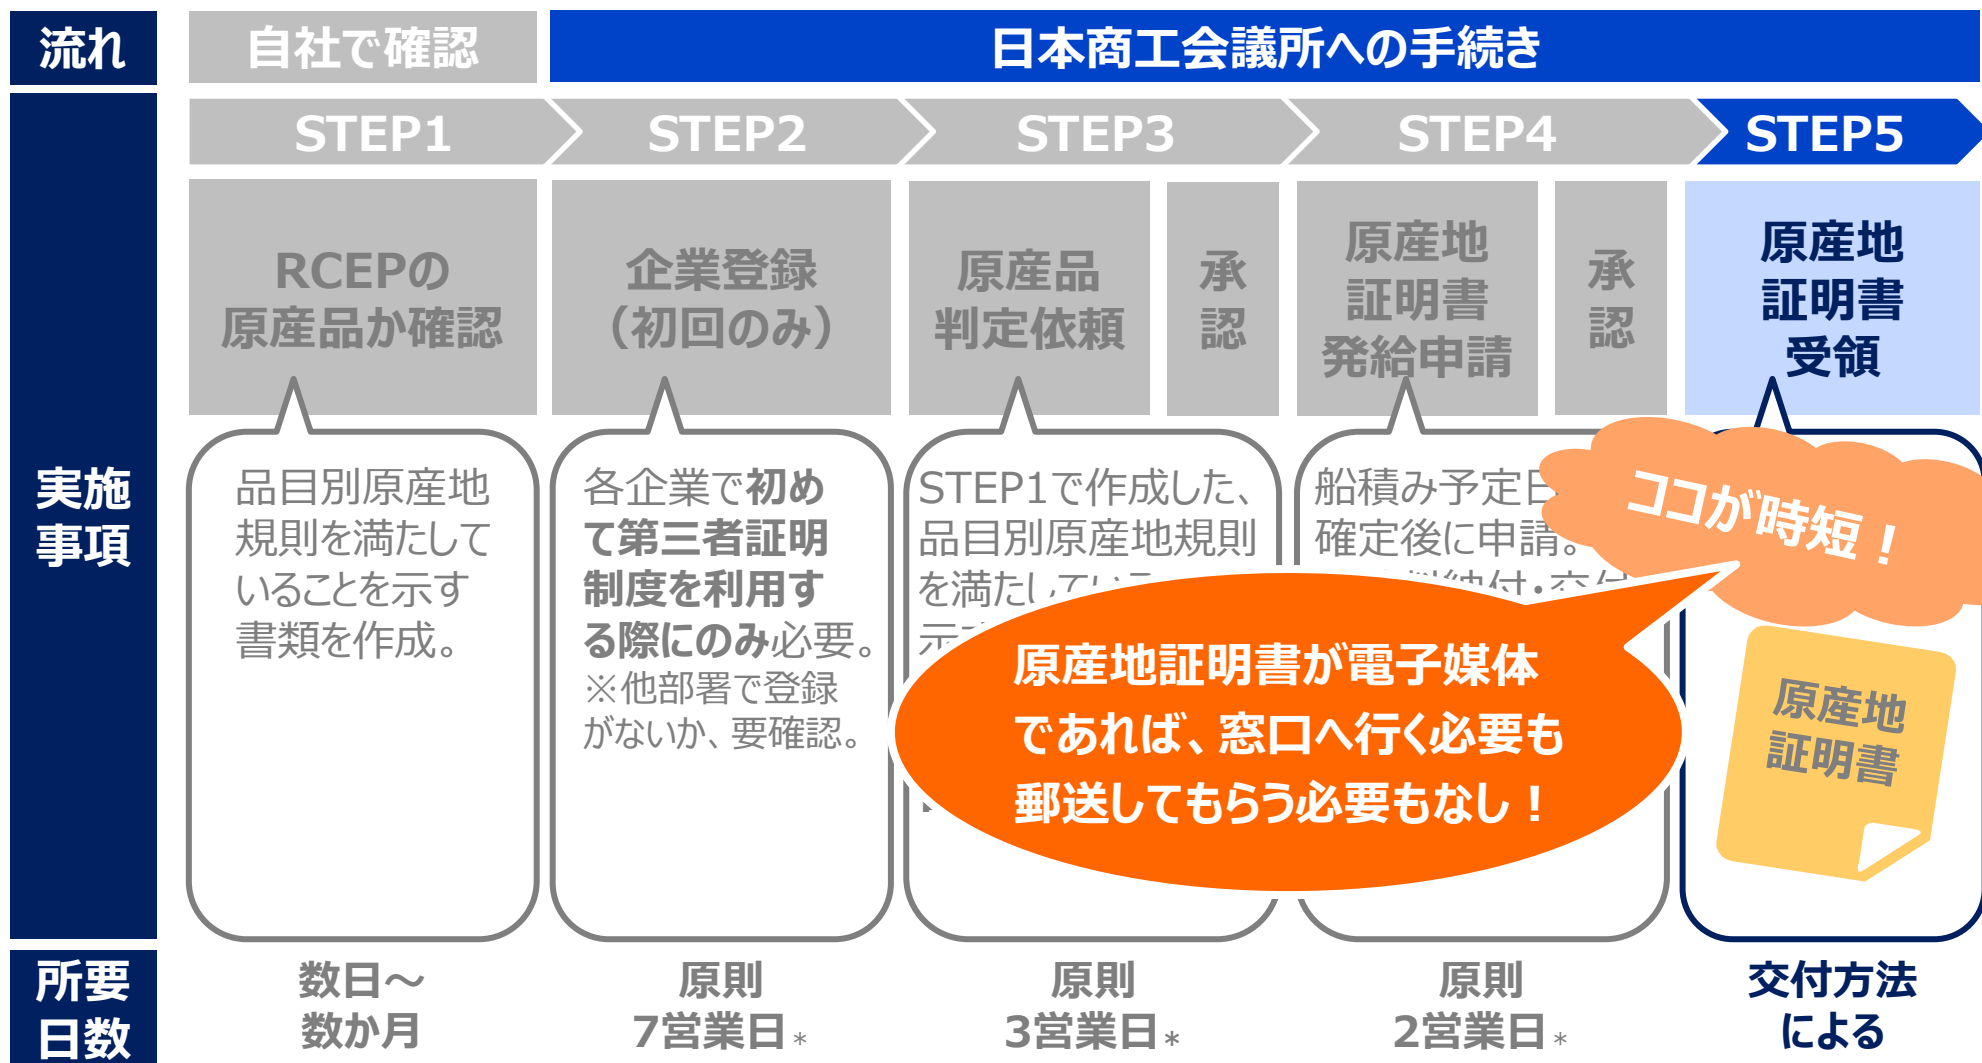 流れ
自社で確認
日本商工会議所への手続き
実施
事項
STEP1
STEP2
STEP3
STEP4
STEP5
RCEPの
原産品か確認
企業登録
（初回のみ）
原産品
判定依頼
承
認
原産地
証明書
発給申請
承
認
原産地
証明書
受領
品目別原産地
規則を満たして
いることを示す
書類を作成。
各企業で初め
て第三者証明
制度を利用す
る際にのみ必要。
※他部署で登録
がないか、要確認。
STEP1で作成した、
品目別原産地規則
を満たしてい
船積み予定日
確定後に申請。
納付・交付
ココが時短！
原産地証明書が電子媒体
であれば、窓口へ行く必要も
郵送してもらう必要もなし！
原産地
証明書
所要
日数
数日～
数か月
原則
7営業日*
原則
3営業日*
原則
2営業日*
交付方法
による